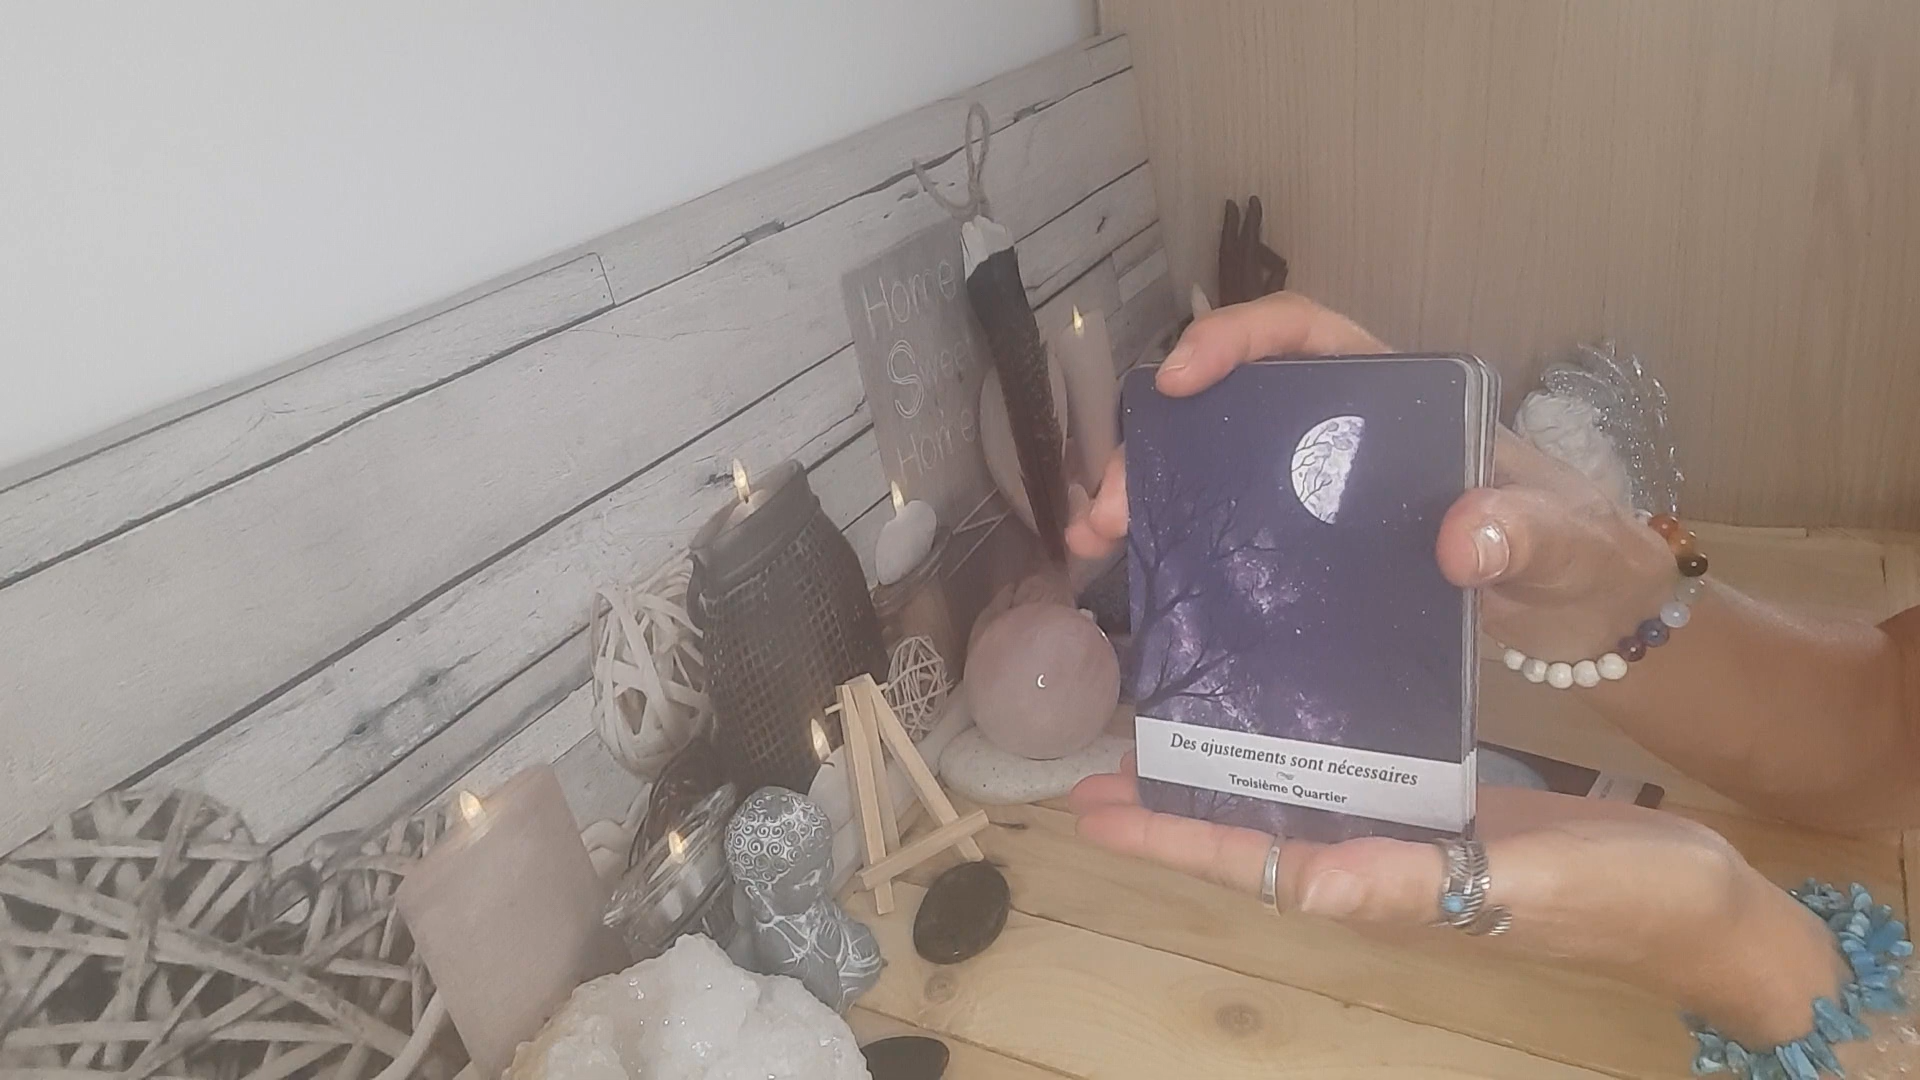 Home
Sweet
Home
Des ajustements sont nécessaires
Troisième Quartier